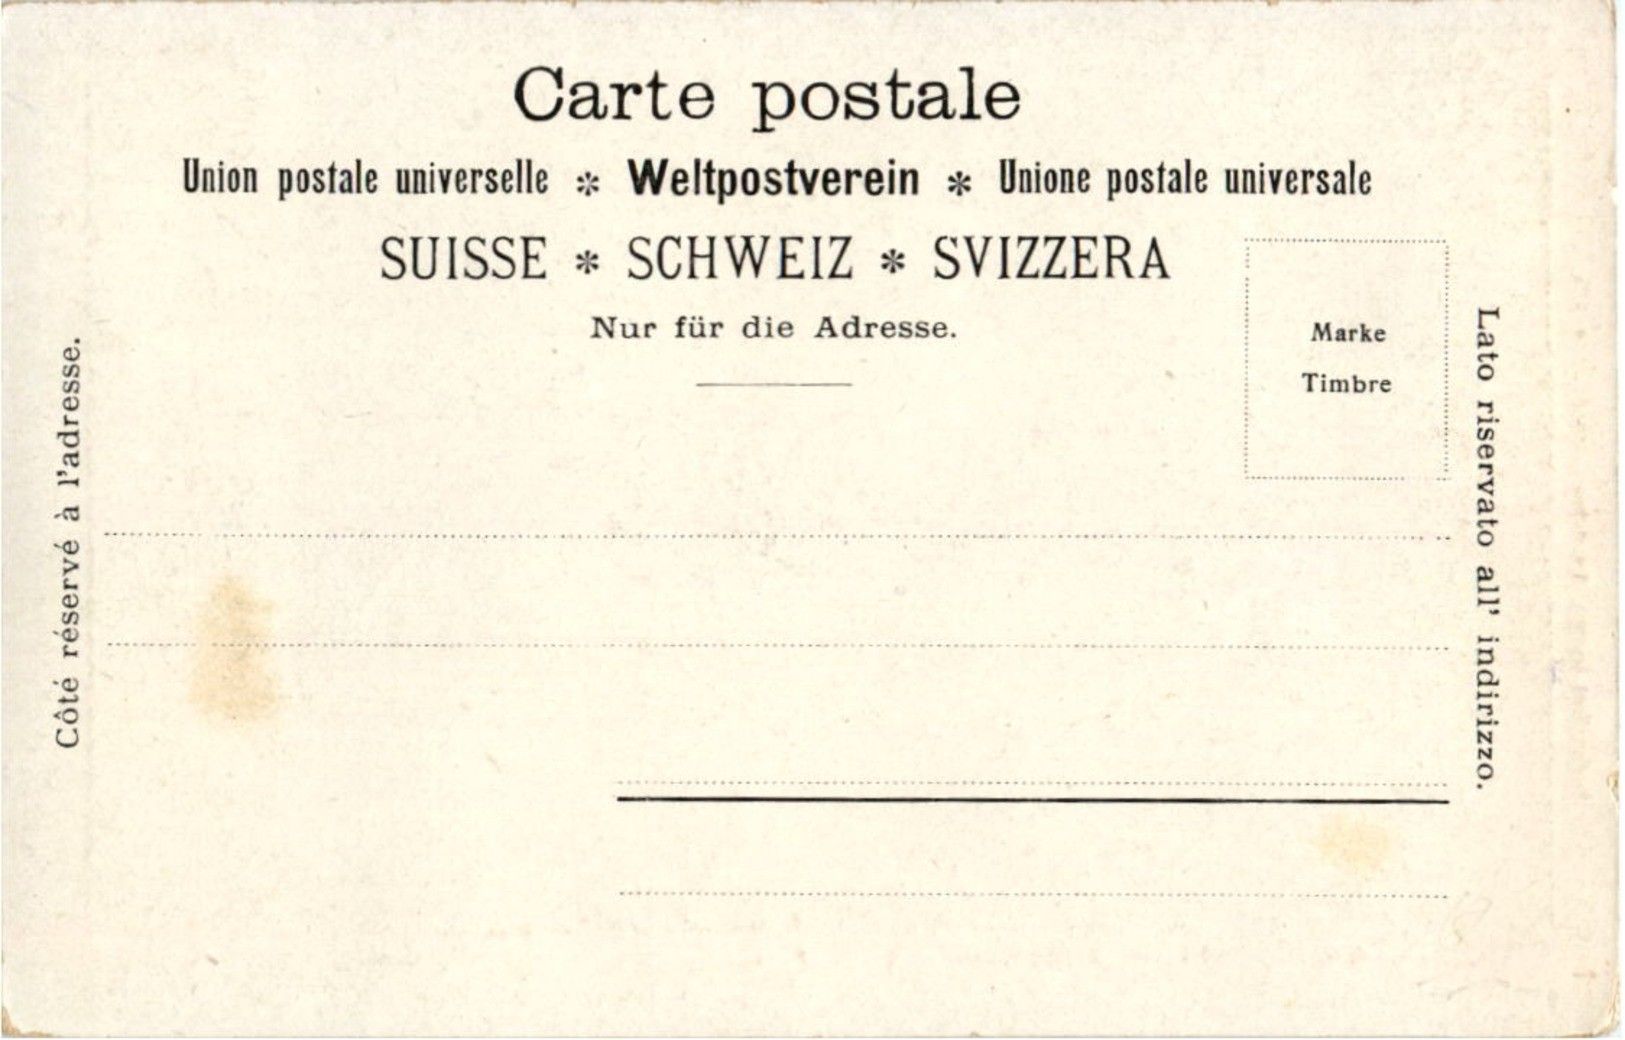 Carte postale
Union postale universelle * Weltpostverein * Unione postale universale
SUISSE * SCHWEIZ * SVIZZERA
Nur für die Adresse.
Marke
Timbre
Côté réservé à l'adresse.
Lato riservato all' indirizzo.